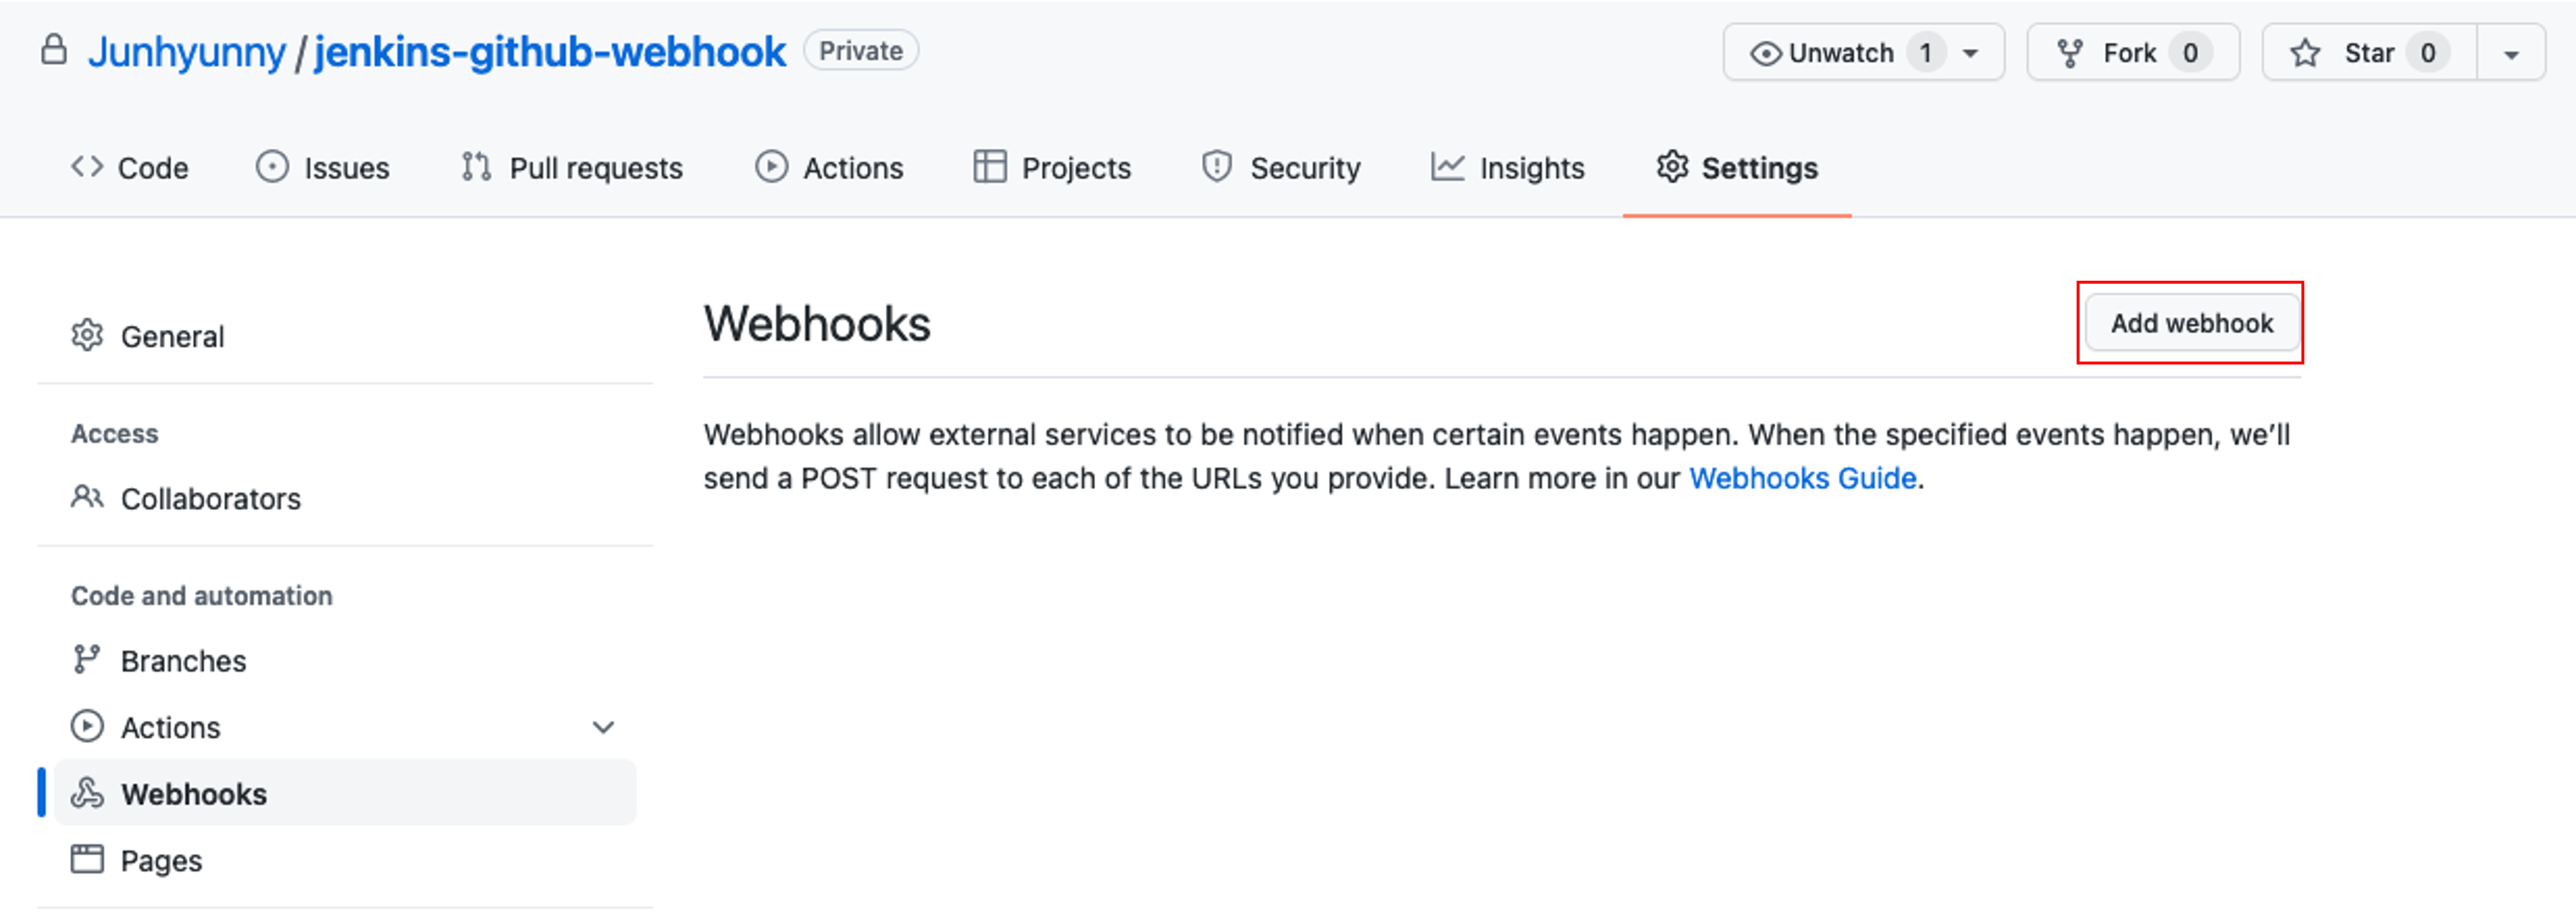 Junhyunny / jenkins-github-webhook Private Unwatch 1 Fork 0 Star 0
Code Issues Pull requests Actions Projects Security Insights Settings
General
Access
Collaborators
Code and automation
Branches
Actions
Webhooks
Pages
Webhooks Add webhook
Webhooks allow external services to be notified when certain events happen. When the specified events happen, we’ll
send a POST request to each of the URLs you provide. Learn more in our Webhooks Guide.